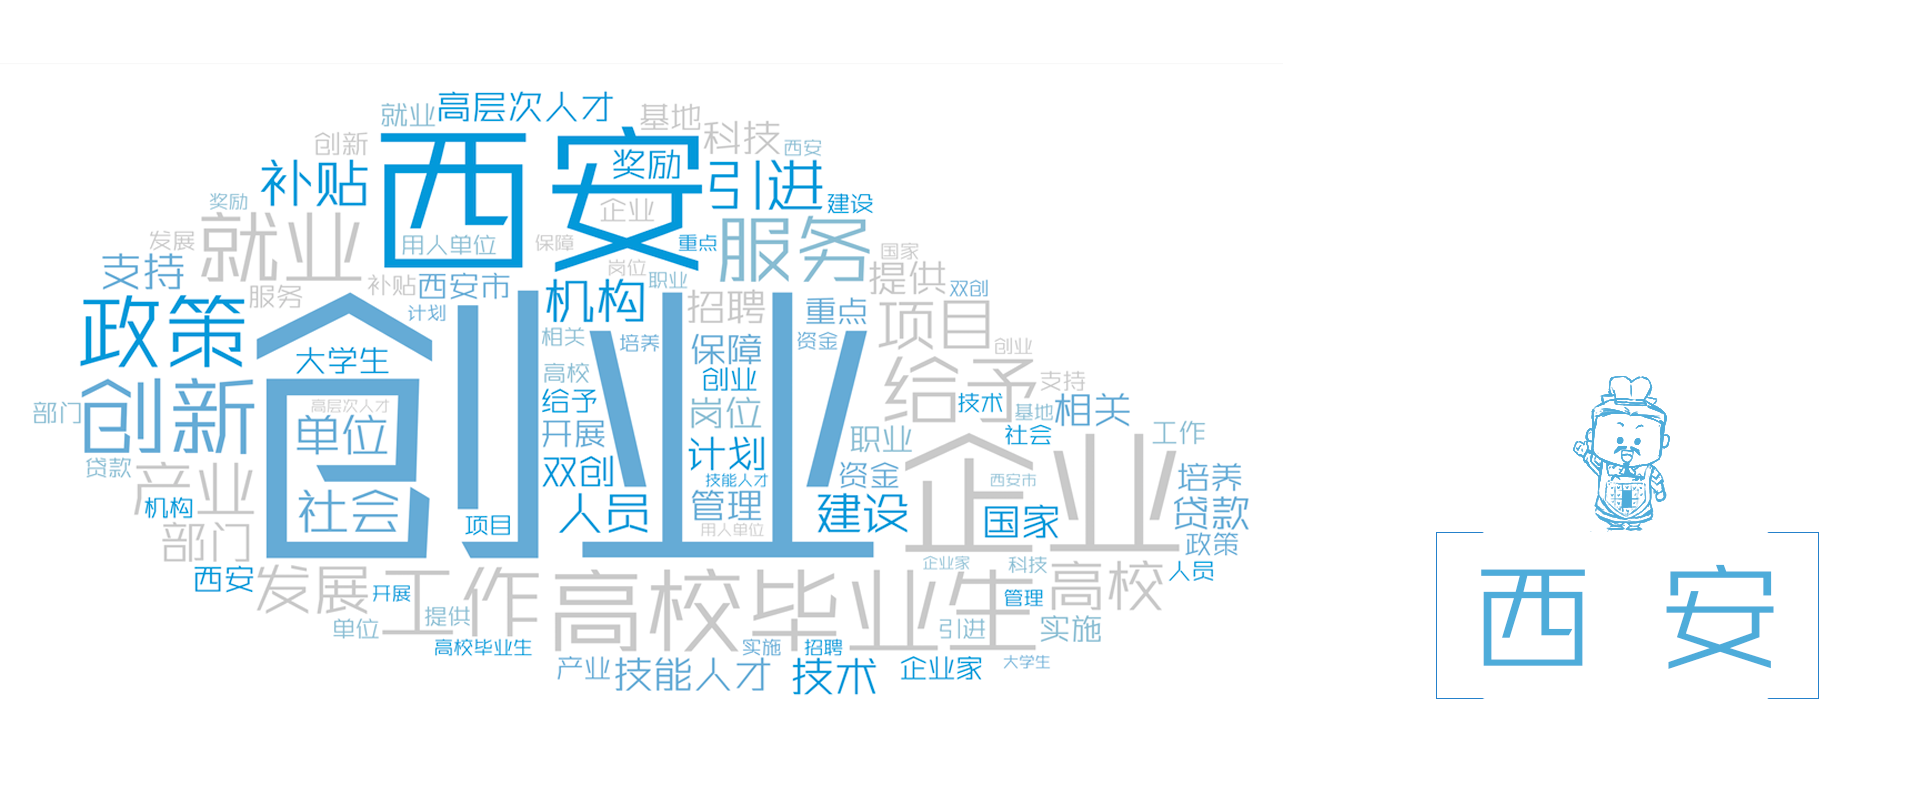 就业
高层次人才
基地
科技
创新
西安
奖励
西安
补贴
引进
奖励
企业
建设
发展
就业
用人单位
保障
重点
服务
国家
支持
岗位
职业
提供
双创
服务
补贴
西安市
机构
招聘
重点
项目
政策
计划
相关
培养
保障
资金
创业
创业
大学生
高校
创业
给予
支持
创新
部门
高层次人才
给予
岗位
技术
基地
相关
单位
开展
职业
社会
工作
贷款
产业
双创
计划
资金
企业
西安市
培养
机构
社会
项目
人员
技能人才
管理
用人单位
建设
国家
贷款
部门
政策
西安
发展
开展
工作
高校毕业生
企业家
科技
高校
人员
单位
提供
管理
引进
实施
高校毕业生
实施
招聘
产业
技能人才
技术
企业家
大学生
西 安